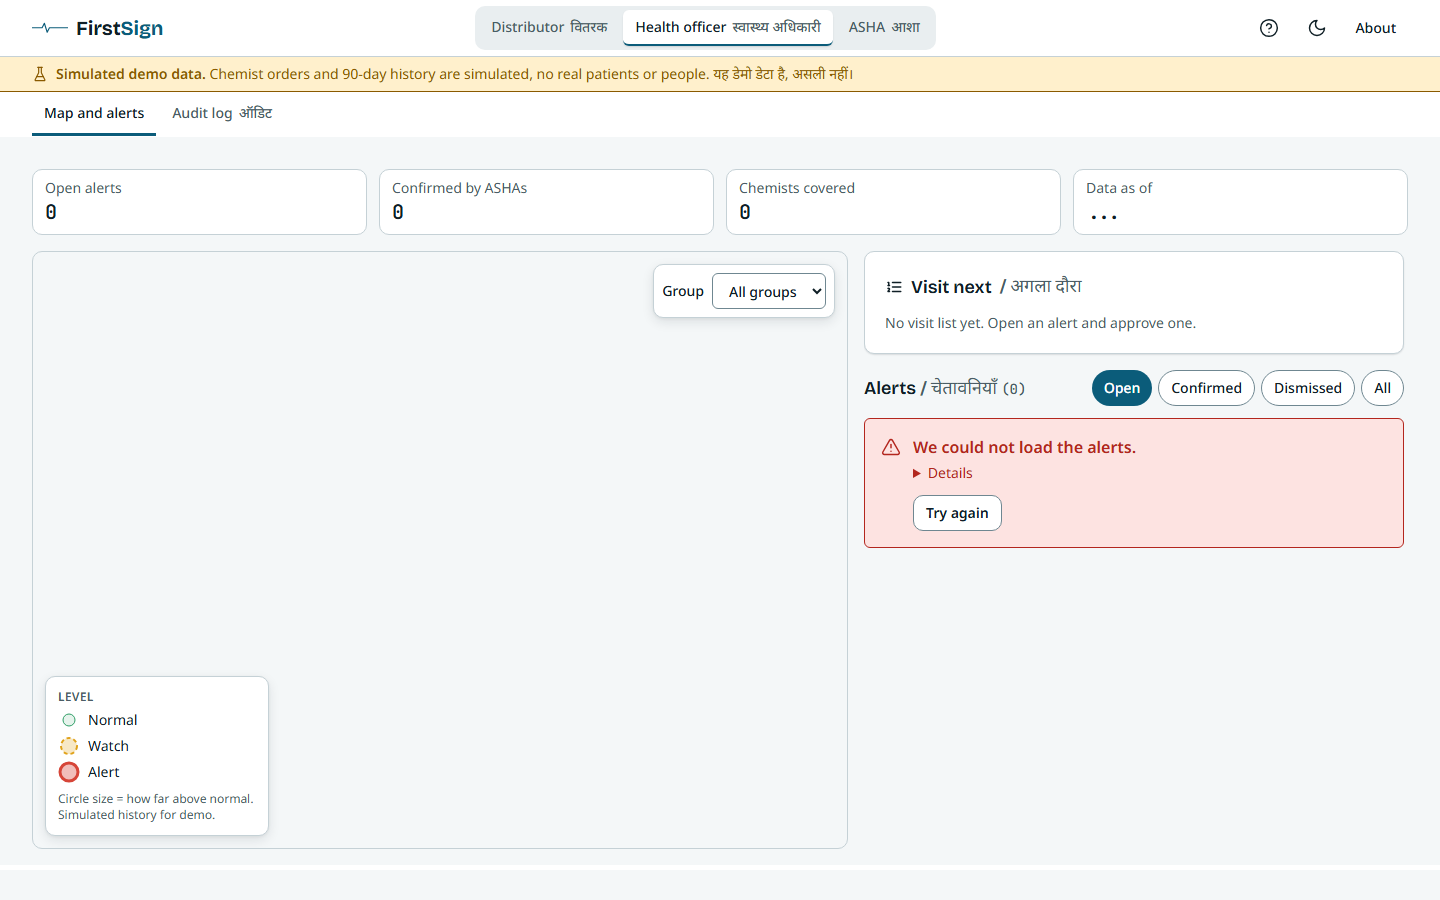 FirstSign
Distributor वितरक
Health officer स्वास्थ्य अधिकारी
ASHA आशा
About
Simulated demo data. Chemist orders and 90-day history are simulated, no real patients or people. यह डेमो डेटा है, असली नहीं।
Map and alerts
Audit log ऑडिट
Open alerts
0
Confirmed by ASHAs
0
Chemists covered
0
Data as of
...
Group
All groups
LEVEL
Normal
Watch
Alert
Circle size = how far above normal.
Simulated history for demo.
Visit next / अगला दौरा
No visit list yet. Open an alert and approve one.
Alerts / चेतावनियाँ (0)
Open
Confirmed
Dismissed
All
We could not load the alerts.
Details
Try again